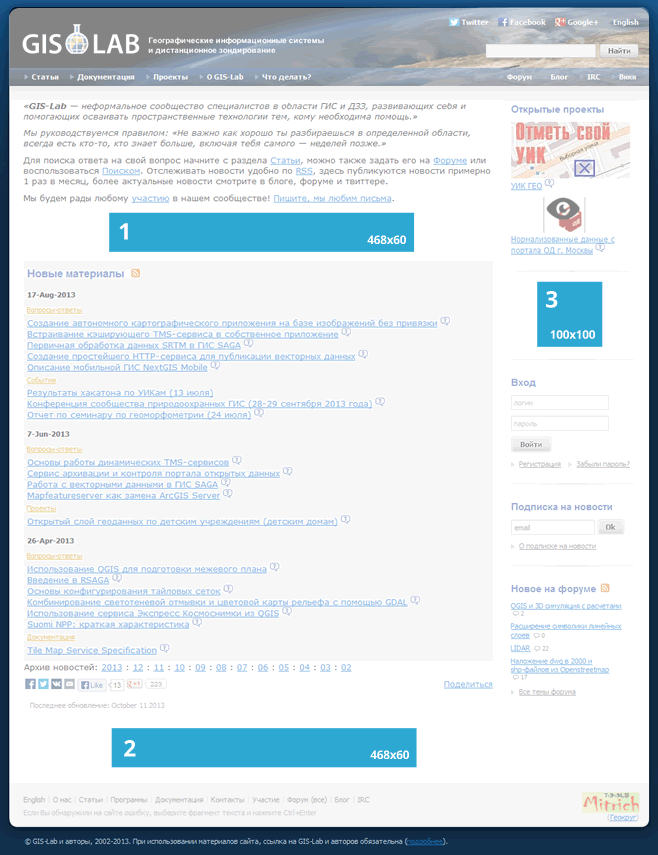 GIS LAB
Географические информационные системы
и дистанционное зондирование
Twitter Facebook Google+ English
Найти
Статьи Документация Проекты О GIS-Lab Что делать?
Форум Блог IRC Вики
«GIS-Lab — неформальное сообщество специалистов в области ГИС и ДЗЗ, развивающих себя и
помогающих осваивать пространственные технологии тем, кому необходима помощь.»
Мы руководствуемся правилом: «Не важно как хорошо ты разбираешься в определенной области,
всегда есть кто-то, кто знает больше, включая тебя самого — неделей позже.»
Для поиска ответа на свой вопрос начните с раздела Статьи, можно также задать его на Форуме или
воспользоваться Поиском. Отслеживать новости удобно по RSS, здесь публикуются новости примерно
1 раз в месяц, более актуальные новости смотрите в блоге, форуме и твиттере.
Мы будем рады любому участию в нашем сообществе! Пишите, мы любим письма.
1
468x60
Новые материалы
17-Aug-2013
Вопросы-ответы
Создание автономного картографического приложения на базе изображений без привязки
Встраивание кэширующего TMS-сервиса в собственное приложение
Первичная обработка данных SRTM в ГИС SAGA
Создание простейшего HTTP-сервиса для публикации векторных данных
Описание мобильной ГИС NextGIS Mobile
События
Результаты хакатона по УИКам (13 июля)
Конференция сообщества природоохранных ГИС (28-29 сентября 2013 года)
Отчет по семинару по геоморфометрии (24 июля)
7-Jun-2013
Вопросы-ответы
Основы работы динамических TMS-сервисов
Сервис архивации и контроля портала открытых данных
Работа с векторными данными в ГИС SAGA
Mapfeatureserver как замена ArcGIS Server
Проекты
Открытый слой геоданных по детским учреждениям (детским домам)
26-Apr-2013
Вопросы-ответы
Использование QGIS для подготовки межевого плана
Введение в RSAGA
Основы конфигурирования тайловых сеток
Комбинирование светотеневой отмывки и цветовой карты рельефа с помощью GDAL
Использование сервиса Экспресс Космоснимки из QGIS
Suomi NPP: краткая характеристика
Документация
Tile Map Service Specification
Архив новостей: 2013 : 12 : 11 : 10 : 09 : 08 : 07 : 06 : 05 : 04 : 03 : 02
Like 13 +1 223
Поделиться
Последнее обновление: October 11 2013
2
468x60
Открытые проекты
Отметь свой
УИК
Выборная улица
УИК ГЕО
Нормализованные данные с
портала ОД г. Москвы
3
100x100
Вход
логин
пароль
Войти
Регистрация Забыли пароль?
Подписка на новости
email Ok
О подписке на новости
Новое на форуме
QGIS и 3D симуляция с расчетами
2
Расширение символики линейных
слоев 0
LIDAR 22
Наложение dwg в 2000 и
shp-файлов из Openstreetmap
17
Все темы форума
English | О нас | Статьи | Программы | Документация | Контакты | Участие | Форум (все) | Блог | IRC
Если Вы обнаружили на сайте ошибку, выберите фрагмент текста и нажмите Ctrl+Enter
Mitrich
(Геокруг)
© GIS-Lab и авторы, 2002-2013. При использовании материалов сайта, ссылка на GIS-Lab и авторов обязательна (подробнее).